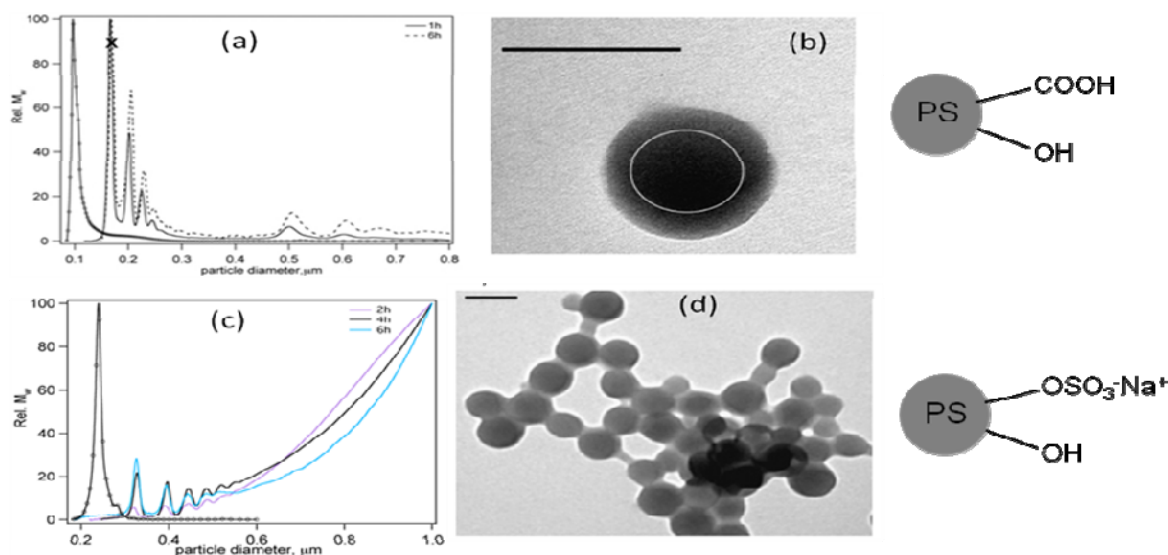 (a)
1h
6h
Rel. M_w
100
80
60
40
20
0
0.1 0.2 0.3 0.4 0.5 0.6 0.7 0.8
particle diameter,μm
(b)
PS
COOH
OH
(c)
2h
4h
6h
Rel. N_w
100
80
60
40
20
0
0.2 0.4 0.6 0.8 1.0
particle diameter, μm
(d)
PS
OSO₃⁻Na⁺
OH